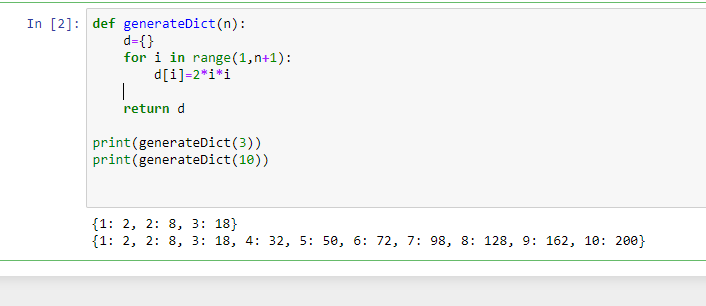 In [2]: def generateDict(n):
    d={}
    for i in range(1,n+1):
        d[i]=2*i*i
    return d
print(generateDict(3))
print(generateDict(10))
{1: 2, 2: 8, 3: 18}
{1: 2, 2: 8, 3: 18, 4: 32, 5: 50, 6: 72, 7: 98, 8: 128, 9: 162, 10: 200}